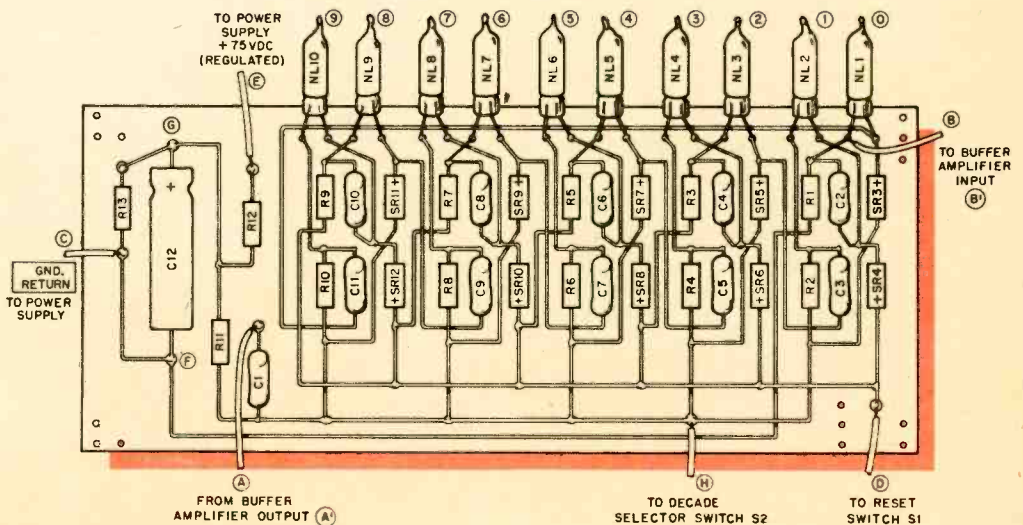 TO POWER
SUPPLY
+75VDC
(REGULATED)
E
9 8 7 6 5 4 3 2 1 0
NL10 NL9 NL8 NL7 NL6 NL5 NL4 NL3 NL2 NL1
B
TO BUFFER
AMPLIFIER
INPUT
B'
G
+
R13
C12
R12
R9 C10 SR11+ R7 C8 SR9+ R5 C6 SR7+ R3 C4 SR5+ R1 C2 SR3+
C
GND.
RETURN
TO POWER
SUPPLY
R10 C11 +SR12 R8 C9 +SR10 R6 C7 +SR8 R4 C5 +SR6 R2 C3 +SR4
R11
F
C1
A
FROM BUFFER
AMPLIFIER OUTPUT A'
H
TO DECADE
SELECTOR SWITCH S2
D
TO RESET
SWITCH S1